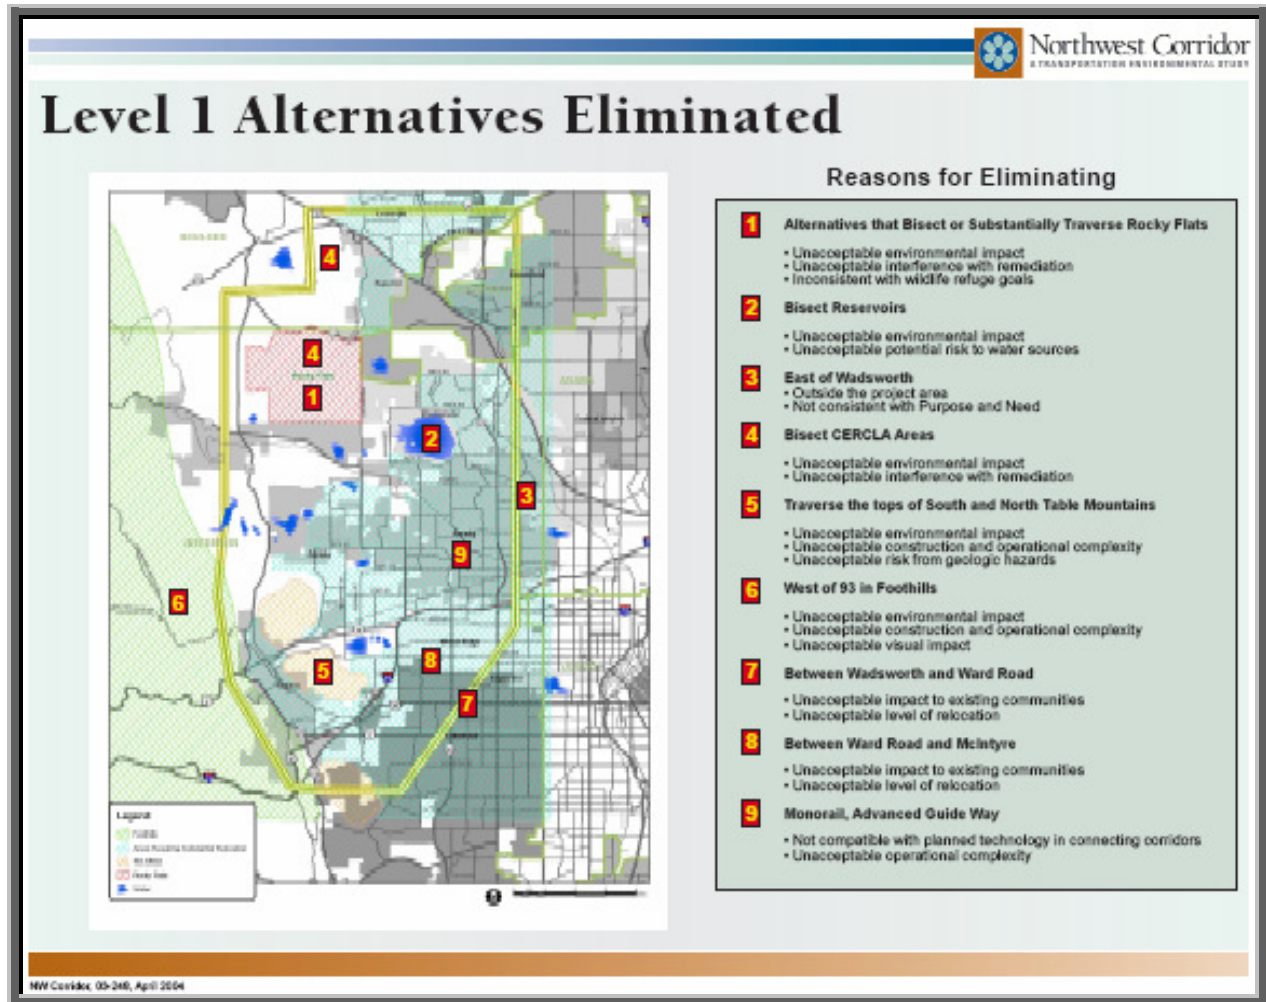 Northwest Corridor
A TRANSPORTATION ENVIRONMENTAL STUDY
Level 1 Alternatives Eliminated
Reasons for Eliminating
1 Alternatives that Bisect or Substantially Traverse Rocky Flats
• Unacceptable environmental impact
• Unacceptable interference with remediation
• Inconsistent with wildlife refuge goals
2 Bisect Reservoirs
• Unacceptable environmental impact
• Unacceptable potential risk to water sources
3 East of Wadsworth
• Outside the project area
• Not consistent with Purpose and Need
4 Bisect CERCLA Areas
• Unacceptable environmental impact
• Unacceptable interference with remediation
5 Traverse the tops of South and North Table Mountains
• Unacceptable environmental impact
• Unacceptable construction and operational complexity
• Unacceptable risk from geologic hazards
6 West of 93 in Foothills
• Unacceptable environmental impact
• Unacceptable construction and operational complexity
• Unacceptable visual impact
7 Between Wadsworth and Ward Road
• Unacceptable impact to existing communities
• Unacceptable level of relocation
8 Between Ward Road and McIntyre
• Unacceptable impact to existing communities
• Unacceptable level of relocation
9 Monorail, Advanced Guide Way
• Not compatible with planned technology in connecting corridors
• Unacceptable operational complexity
4
4
1
2
3
9
6
8
5
7
Legend
NW Corridor, 03-248, April 2004